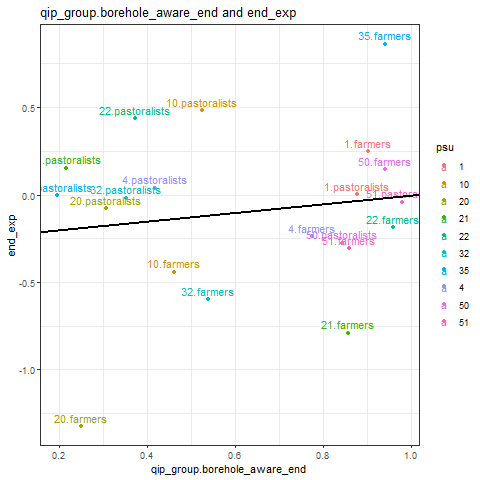 qip_group.borehole_aware_end and end_exp
35.farmers
10.pastoralists
22.pastoralists
1.farmers
.pastoralists
50.farmers
4.pastoralists
pastoralists
32.pastoralists
1.pastoralists
51.pastoralists
20.pastoralists
22.farmers
4.farmers
50.pastoralists
51.farmers
10.farmers
32.farmers
21.farmers
20.farmers
0.5
0.0
-0.5
-1.0
end_exp
0.2 0.4 0.6 0.8 1.0
qip_group.borehole_aware_end
psu
1
10
20
21
22
32
35
4
50
51